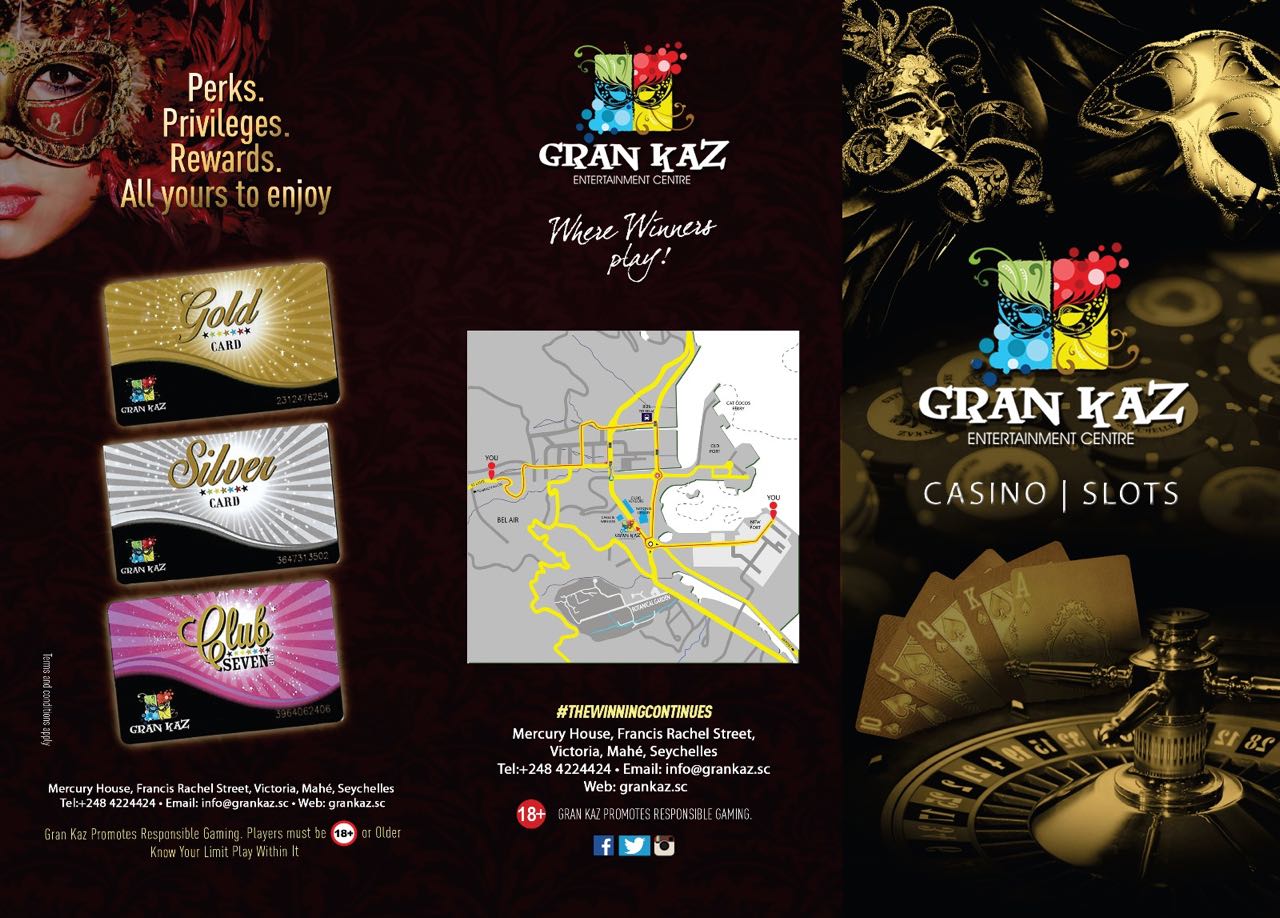 Perks.
Privileges.
Rewards.
All yours to enjoy
Gold
CARD
GRAN KAZ
2312476254
Silver
CARD
GRAN KAZ
3647313502
Club
SEVEN
GRAN KAZ
3964062406
Terms and conditions apply
Mercury House, Francis Rachel Street, Victoria, Mahé, Seychelles
Tel:+248 4224424 • Email: info@grankaz.sc • Web: grankaz.sc
Gran Kaz Promotes Responsible Gaming. Players must be 18+ or Older
Know Your Limit Play Within It
GRAN KAZ
ENTERTAINMENT CENTRE
Where Winners
play!
CAT COCOS
FERRY
OLD
PORT
YOU
BEL AIR
YOU
NEW
PORT
GRAN KAZ
BOTANICAL GARDEN
#THEWINNINGCONTINUES
Mercury House, Francis Rachel Street,
Victoria, Mahé, Seychelles
Tel:+248 4224424 • Email: info@grankaz.sc
Web: grankaz.sc
18+ GRAN KAZ PROMOTES RESPONSIBLE GAMING.
GRAN KAZ
ENTERTAINMENT CENTRE
CASINO | SLOTS
A
K
Q
J